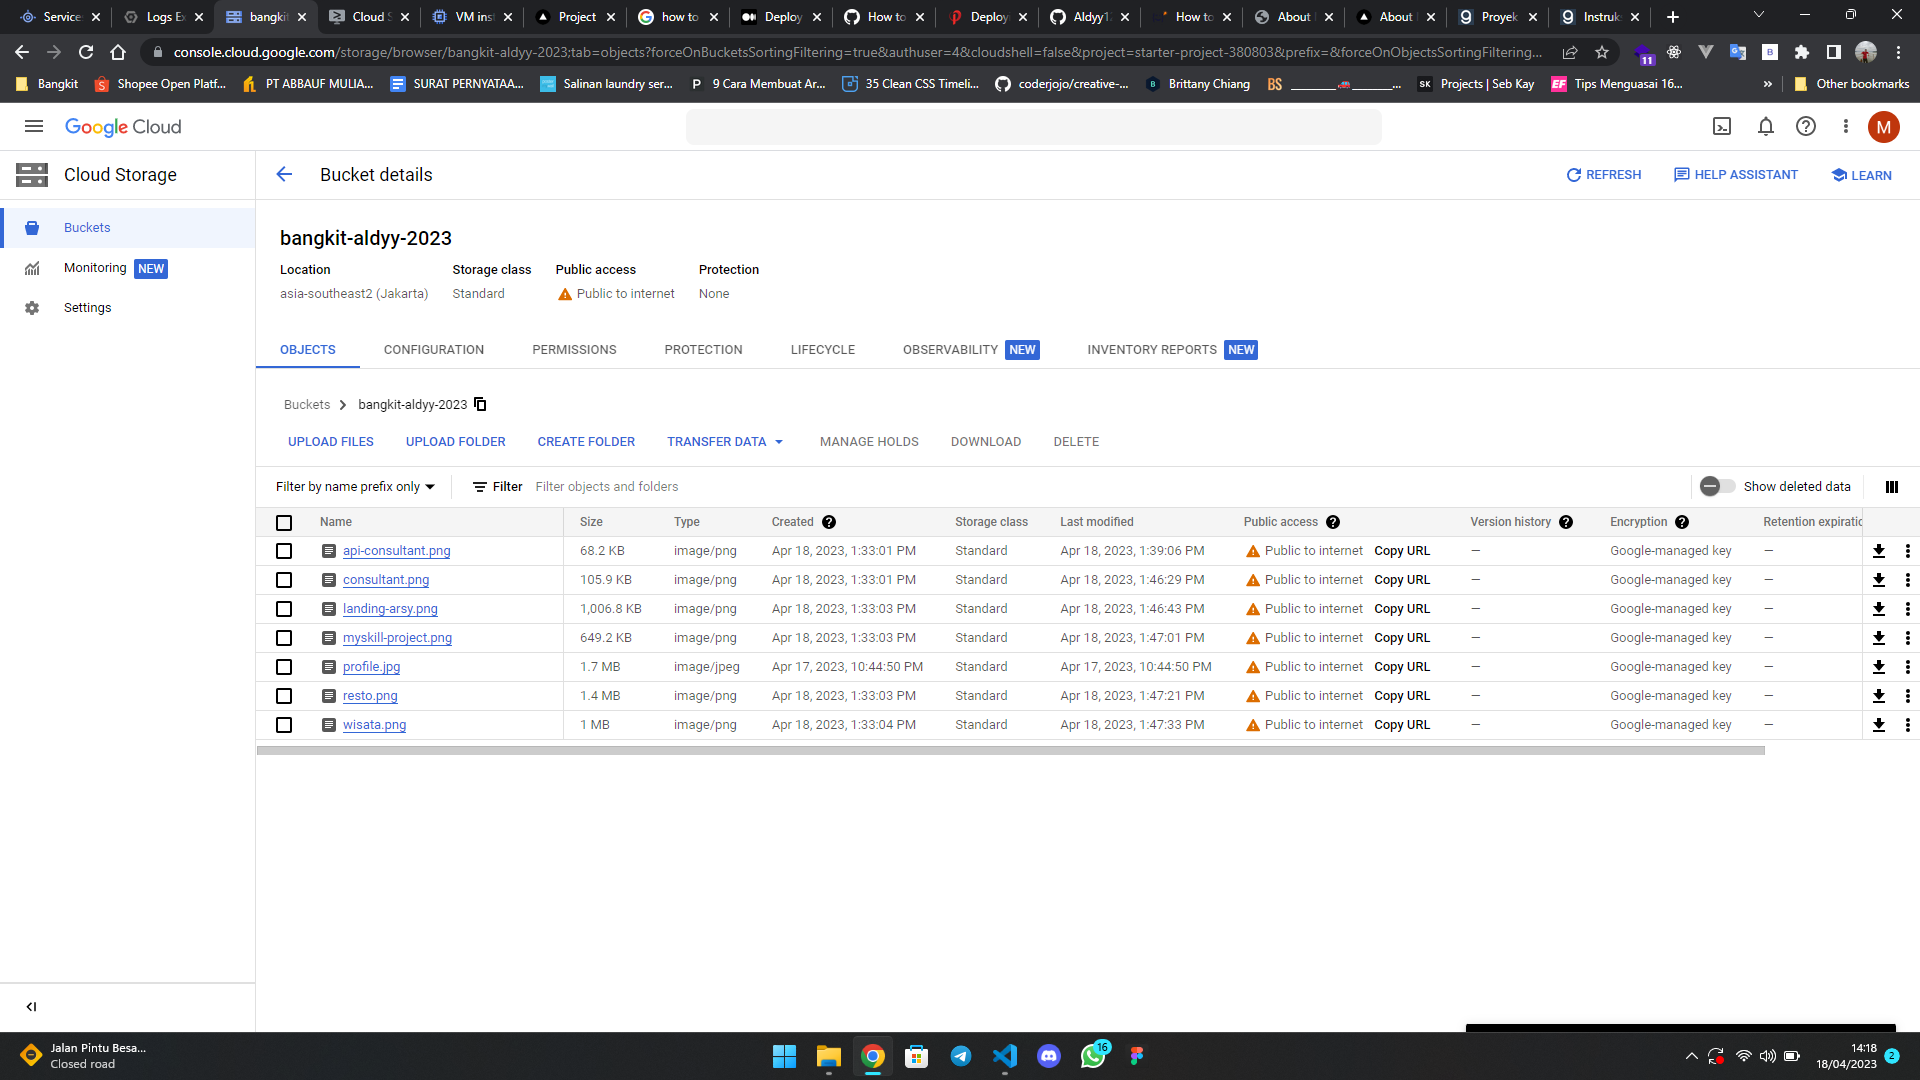 Service
Logs Ex
bangkit
Cloud S
VM inst
Project
how to
Deploy
How to
Deploy
Aldyy1
How to
About
About
Proyek
Instruk
console.cloud.google.com/storage/browser/bangkit-aldyy-2023;tab=objects?forceOnBucketsSortingFiltering=true&authuser=4&cloudshell=false&project=starter-project-380803&prefix=&forceOnObjectsSortingFiltering...
11
Bangkit
Shopee Open Platf...
PT ABBAUF MULIA...
SURAT PERNYATAA...
Salinan laundry ser...
9 Cara Membuat Ar...
35 Clean CSS Timeli...
coderjojo/creative-...
Brittany Chiang
BS
Projects | Seb Kay
Tips Menguasai 16...
»
Other bookmarks
Google Cloud
M
Cloud Storage
Bucket details
REFRESH
HELP ASSISTANT
LEARN
Buckets
Monitoring NEW
Settings
bangkit-aldyy-2023
Location Storage class Public access Protection
asia-southeast2 (Jakarta) Standard Public to internet None
OBJECTS CONFIGURATION PERMISSIONS PROTECTION LIFECYCLE OBSERVABILITY NEW INVENTORY REPORTS NEW
Buckets > bangkit-aldyy-2023
UPLOAD FILES UPLOAD FOLDER CREATE FOLDER TRANSFER DATA MANAGE HOLDS DOWNLOAD DELETE
Filter by name prefix only Filter Filter objects and folders Show deleted data
Name Size Type Created Storage class Last modified Public access Version history Encryption Retention expiratio
api-consultant.png 68.2 KB image/png Apr 18, 2023, 1:33:01 PM Standard Apr 18, 2023, 1:39:06 PM Public to internet Copy URL — Google-managed key —
consultant.png 105.9 KB image/png Apr 18, 2023, 1:33:01 PM Standard Apr 18, 2023, 1:46:29 PM Public to internet Copy URL — Google-managed key —
landing-arsy.png 1,006.8 KB image/png Apr 18, 2023, 1:33:03 PM Standard Apr 18, 2023, 1:46:43 PM Public to internet Copy URL — Google-managed key —
myskill-project.png 649.2 KB image/png Apr 18, 2023, 1:33:03 PM Standard Apr 18, 2023, 1:47:01 PM Public to internet Copy URL — Google-managed key —
profile.jpg 1.7 MB image/jpeg Apr 17, 2023, 10:44:50 PM Standard Apr 17, 2023, 10:44:50 PM Public to internet Copy URL — Google-managed key —
resto.png 1.4 MB image/png Apr 18, 2023, 1:33:03 PM Standard Apr 18, 2023, 1:47:21 PM Public to internet Copy URL — Google-managed key —
wisata.png 1 MB image/png Apr 18, 2023, 1:33:04 PM Standard Apr 18, 2023, 1:47:33 PM Public to internet Copy URL — Google-managed key —
Jalan Pintu Besa...
Closed road
16
14:18
18/04/2023
2